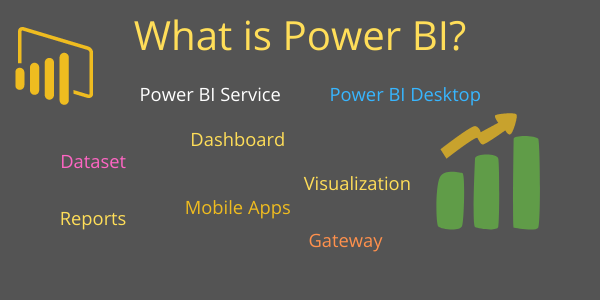 What is Power BI?
Power BI Service
Power BI Desktop
Dashboard
Dataset
Visualization
Mobile Apps
Reports
Gateway